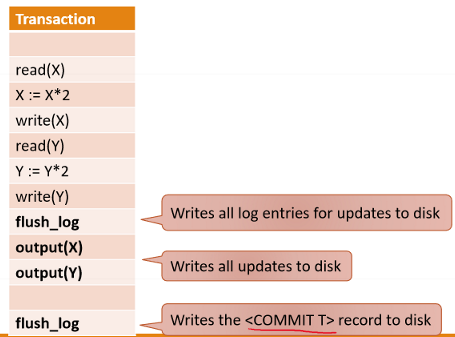 Transaction
read(X)
X := X*2
write(X)
read(Y)
Y := Y*2
write(Y)
flush_log
Writes all log entries for updates to disk
output(X)
output(Y)
Writes all updates to disk
flush_log
Writes the <COMMIT T> record to disk